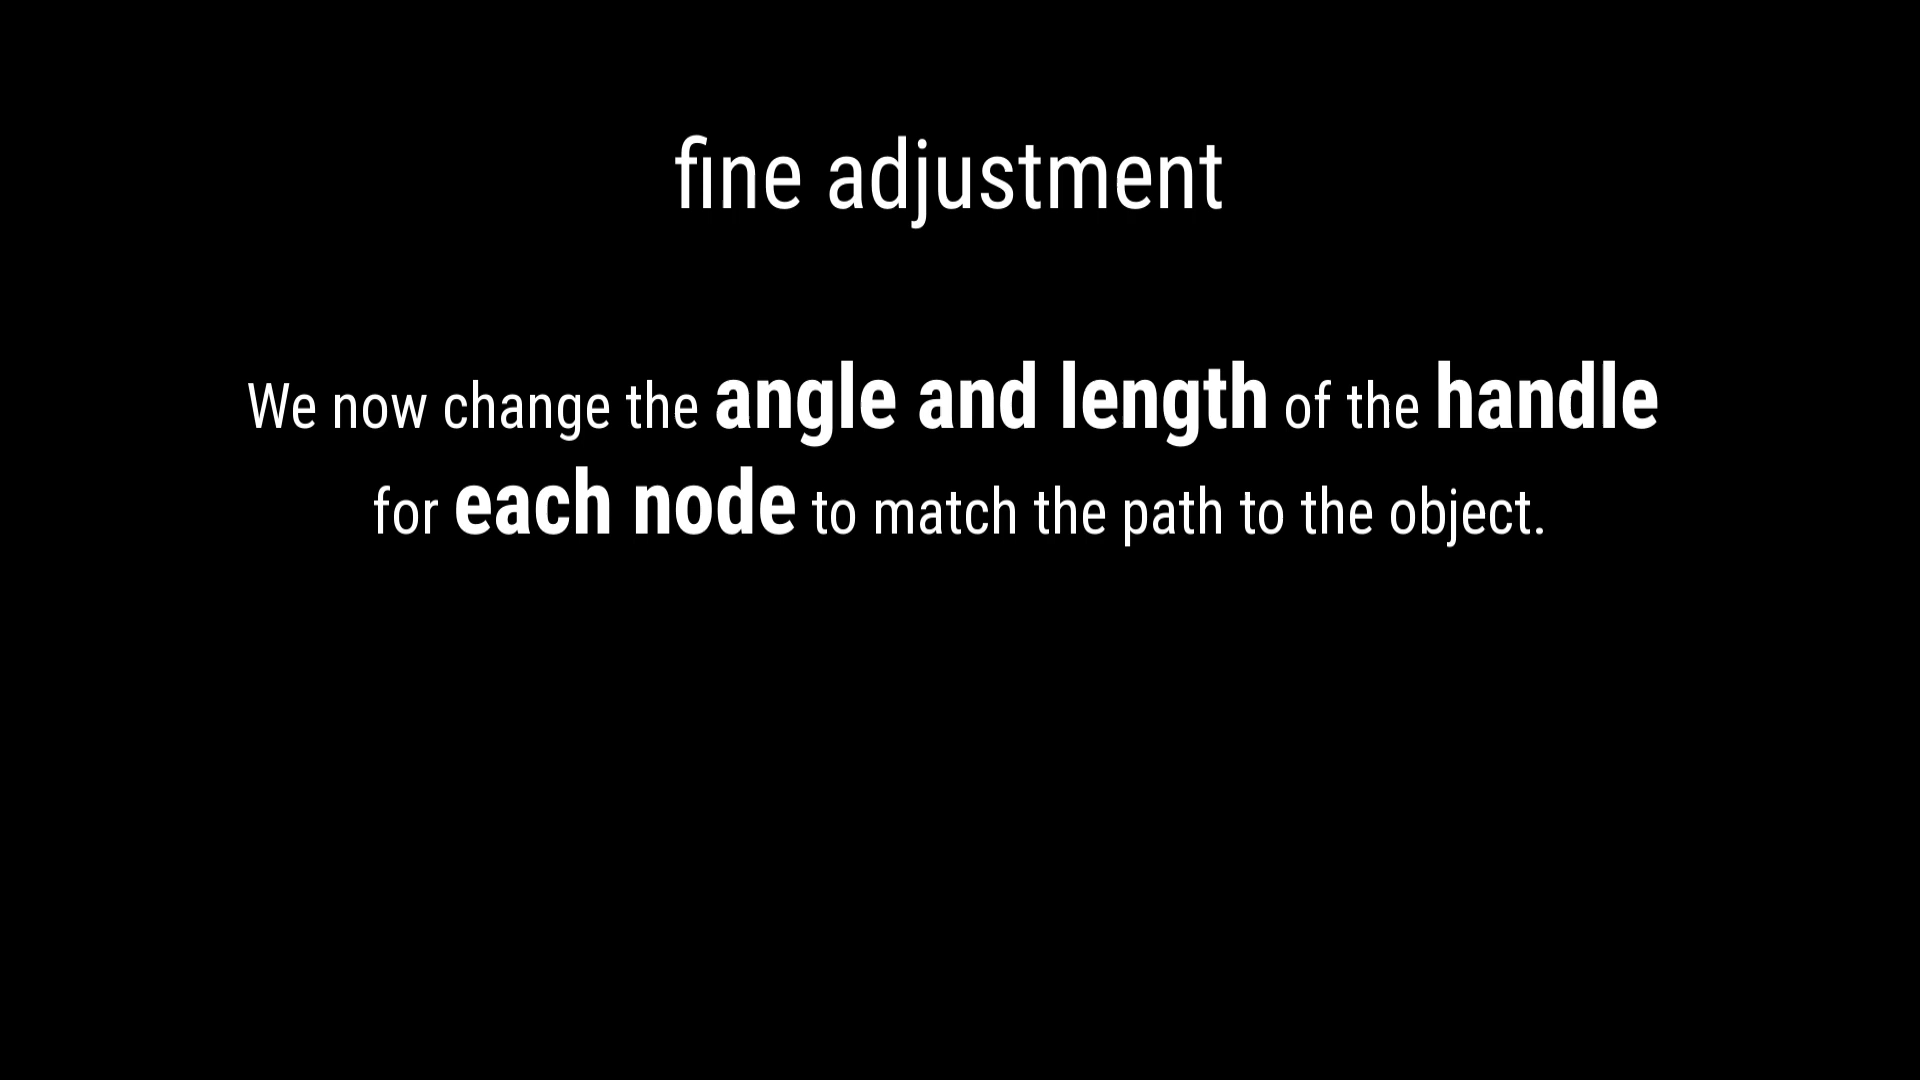 fine adjustment
We now change the angle and length of the handle
for each node to match the path to the object.